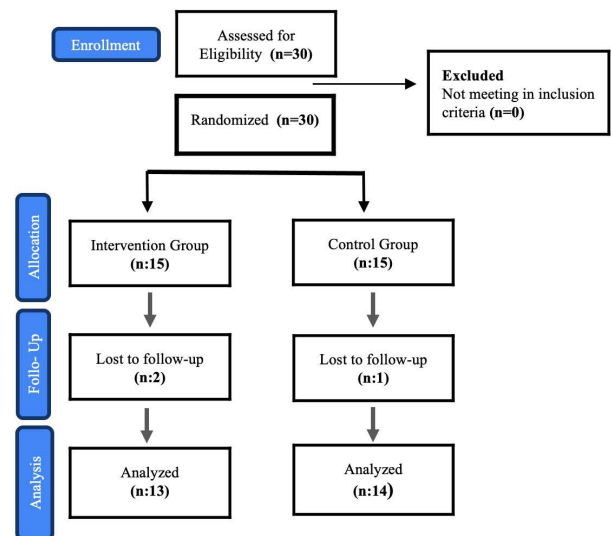 Enrollment
Assessed for
Eligibility (n=30)
Excluded
Not meeting in inclusion
criteria (n=0)
Randomized (n=30)
Allocation
Intervention Group
(n:15)
Control Group
(n:15)
Follo- Up
Lost to follow-up
(n:2)
Lost to follow-up
(n:1)
Analysis
Analyzed
(n:13)
Analyzed
(n:14)